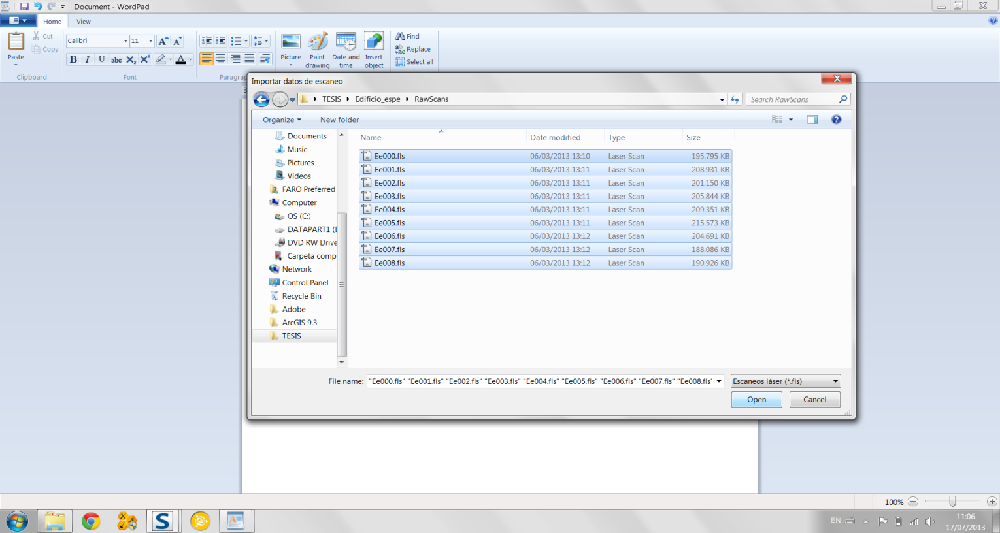 Document - WordPad
Home View
Cut
Copy
Paste
Clipboard
Calibri 11
B I U abc X₂ X²
A
Font
Paragrap
Picture
Paint drawing
Date and time
Insert object
Find
Replace
Select all
3
Importar datos de escaneo
TESIS Edificio_espe RawScans
Search RawScans
Organize New folder
Documents
Music
Pictures
Videos
FARO Preferred
Computer
OS (C:)
DATAPART1 (
DVD RW Drive
Carpeta comp
Network
Control Panel
Recycle Bin
Adobe
ArcGIS 9.3
TESIS
Name Date modified Type Size
Ee000.fls 06/03/2013 13:10 Laser Scan 195.795 KB
Ee001.fls 06/03/2013 13:11 Laser Scan 208.931 KB
Ee002.fls 06/03/2013 13:11 Laser Scan 201.150 KB
Ee003.fls 06/03/2013 13:11 Laser Scan 205.844 KB
Ee004.fls 06/03/2013 13:11 Laser Scan 209.351 KB
Ee005.fls 06/03/2013 13:11 Laser Scan 215.573 KB
Ee006.fls 06/03/2013 13:12 Laser Scan 204.691 KB
Ee007.fls 06/03/2013 13:12 Laser Scan 188.086 KB
Ee008.fls 06/03/2013 13:12 Laser Scan 190.926 KB
File name: "Ee000.fls" "Ee001.fls" "Ee002.fls" "Ee003.fls" "Ee004.fls" "Ee005.fls" "Ee006.fls" "Ee007.fls" "Ee008.fls' Escaneos láser (*.fls)
Open Cancel
100%
S
EN
11:06
17/07/2013